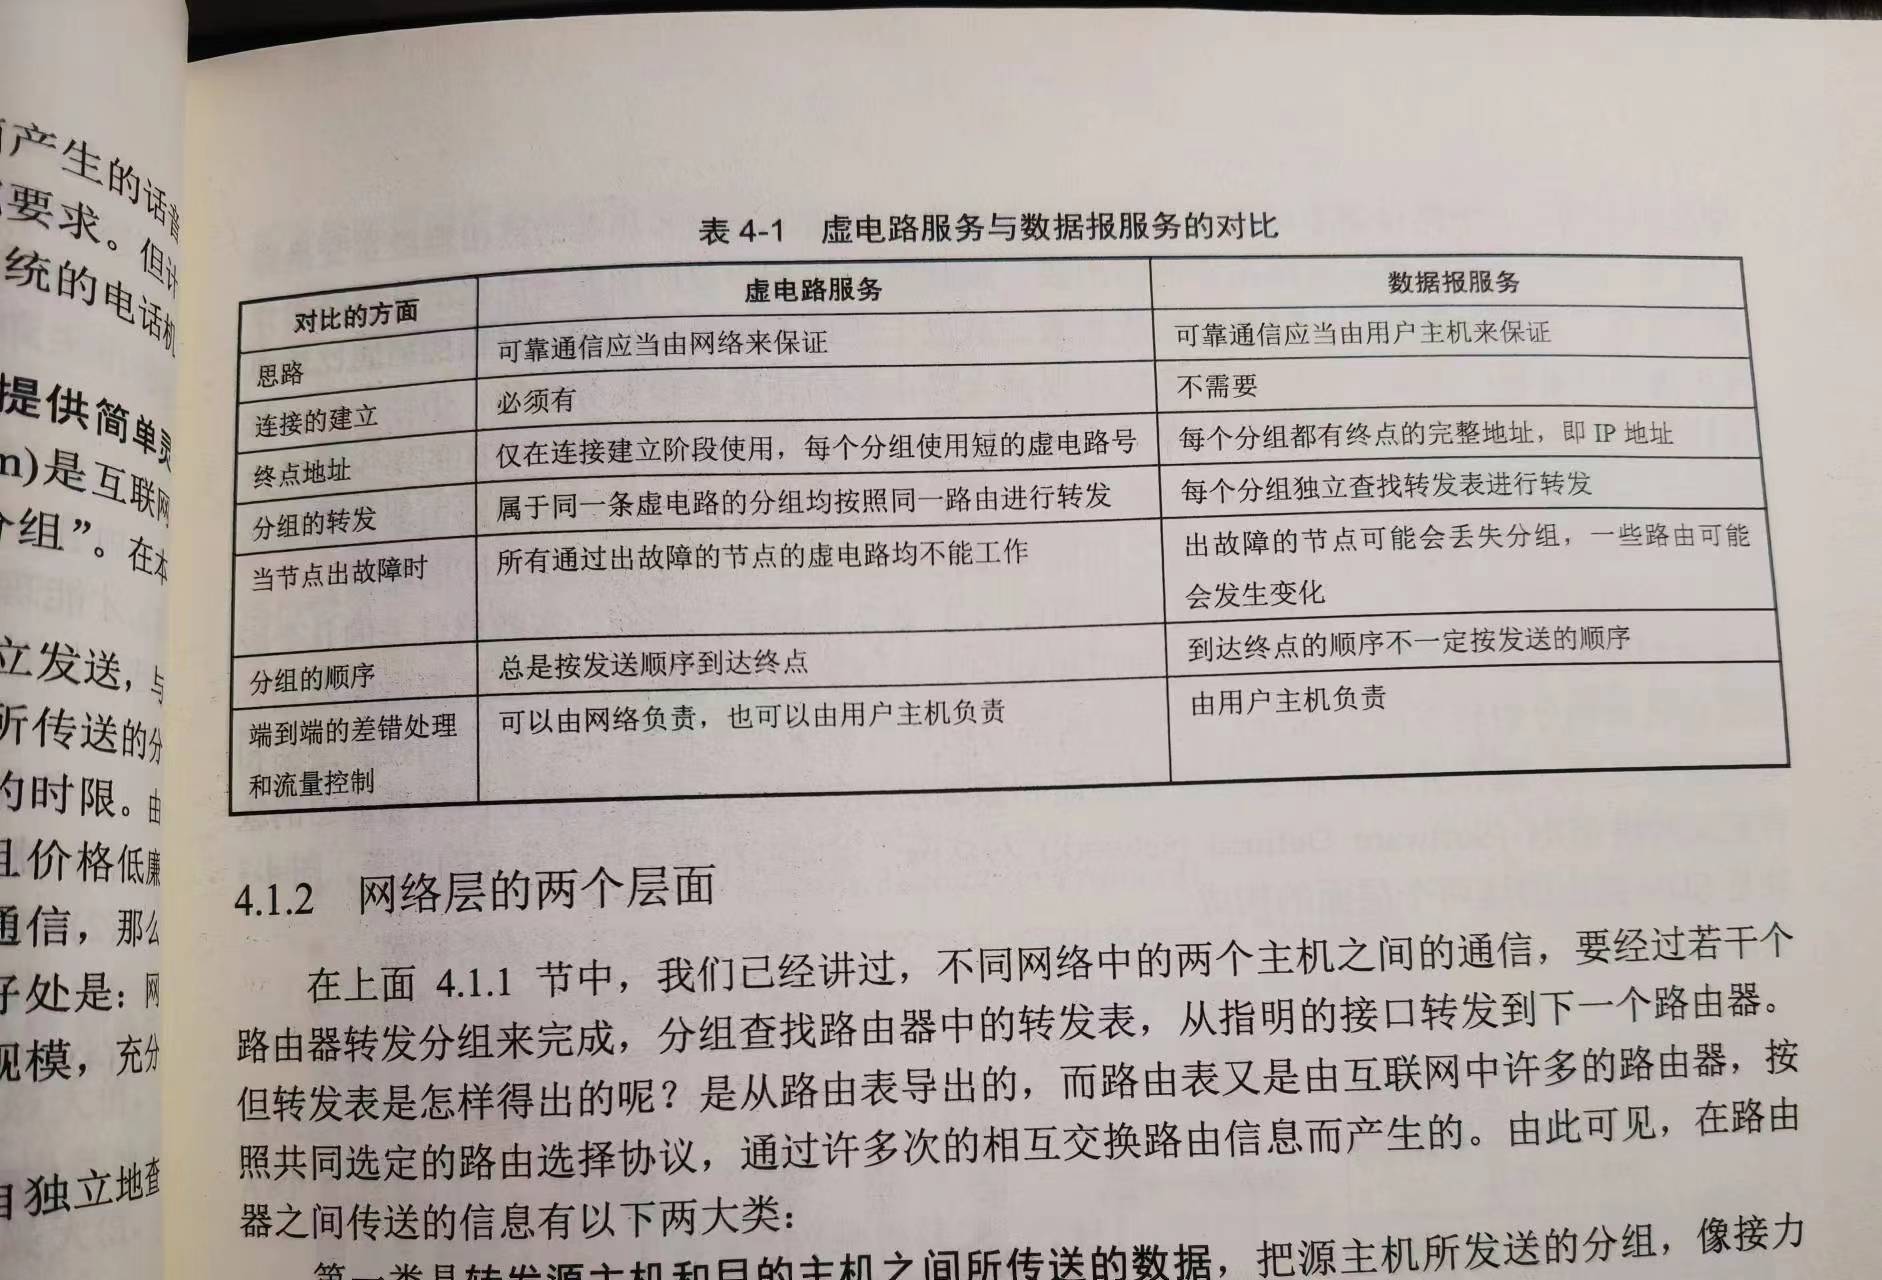 而产生的话音
要求。但计
统的电话机
提供简单灵
m)是互联网
分组”。在本
立发送，与
所传送的分
的时限。由
且价格低廉
通信，那么
好处是：网
规模，充分
独立地查
表 4-1 虚电路服务与数据报服务的对比
对比的方面 虚电路服务 数据报服务
思路 可靠通信应当由网络来保证 可靠通信应当由用户主机来保证
连接的建立 必须有 不需要
终点地址 仅在连接建立阶段使用，每个分组使用短的虚电路号 每个分组都有终点的完整地址，即 IP 地址
分组的转发 属于同一条虚电路的分组均按照同一路由进行转发 每个分组独立查找转发表进行转发
当节点出故障时 所有通过出故障的节点的虚电路均不能工作 出故障的节点可能会丢失分组，一些路由可能
会发生变化
分组的顺序 总是按发送顺序到达终点 到达终点的顺序不一定按发送的顺序
端到端的差错处理 可以由网络负责，也可以由用户主机负责 由用户主机负责
和流量控制
4.1.2 网络层的两个层面
在上面 4.1.1 节中，我们已经讲过，不同网络中的两个主机之间的通信，要经过若干个
路由器转发分组来完成，分组查找路由器中的转发表，从指明的接口转发到下一个路由器。
但转发表是怎样得出的呢？是从路由表导出的，而路由表又是由互联网中许多的路由器，按
照共同选定的路由选择协议，通过许多次的相互交换路由信息而产生的。由此可见，在路由
器之间传送的信息有以下两大类：
第一类是转发源主机和目的主机之间所传送的数据，把源主机所发送的分组，像接力